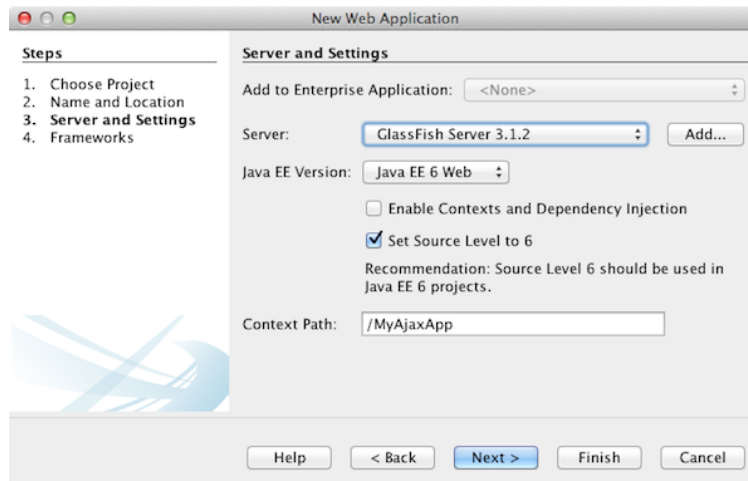 New Web Application
Steps
1. Choose Project
2. Name and Location
3. Server and Settings
4. Frameworks
Server and Settings
Add to Enterprise Application: <None>
Server: GlassFish Server 3.1.2 Add...
Java EE Version: Java EE 6 Web
Enable Contexts and Dependency Injection
Set Source Level to 6
Recommendation: Source Level 6 should be used in
Java EE 6 projects.
Context Path: /MyAjaxApp
Help < Back Next > Finish Cancel